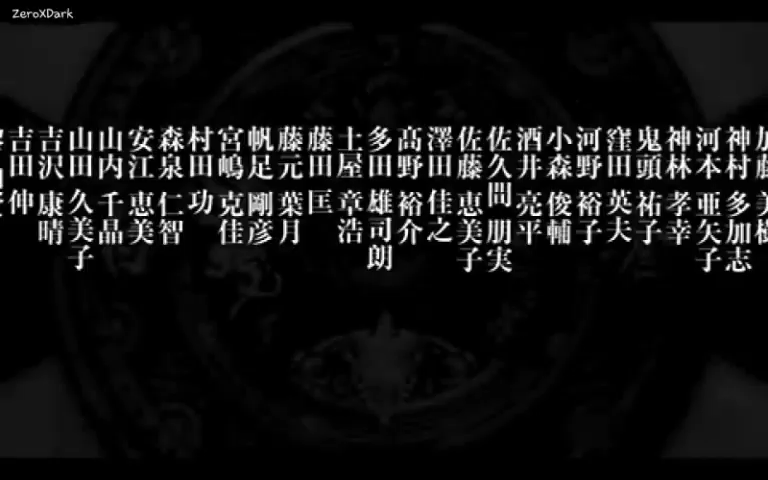 ZeroXDark
神村 多加志
河本 亜矢子
神林 孝幸
鬼頭 祐子
窪田 英夫
河野 裕子
小森 俊輔
酒井 亮平
佐久間 朋実
佐藤 恵美子
澤田 佳之
髙野 裕介
多田 雄司朗
土屋 章浩
藤田 匡
藤元 葉月
帆足 剛彦
宮嶋 克佳
村田 功
森泉 仁智
安江 恵美
山内 千晶
山田 久美子
吉沢 康晴
吉田 伸